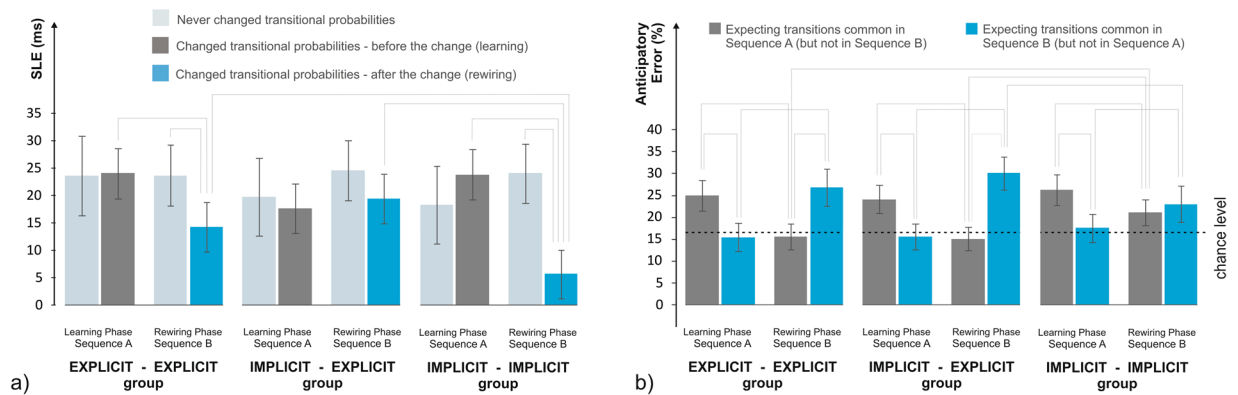 SLE (ms)
Never changed transitional probabilities
Changed transitional probabilities - before the change (learning)
Changed transitional probabilities - after the change (rewiring)
35
30
25
20
15
10
5
0
Learning Phase
Sequence A
Rewiring Phase
Sequence B
EXPLICIT - EXPLICIT
group
Learning Phase
Sequence A
Rewiring Phase
Sequence B
IMPLICIT - EXPLICIT
group
Learning Phase
Sequence A
Rewiring Phase
Sequence B
IMPLICIT - IMPLICIT
group
a)
Anticipatory
Error (%)
Expecting transitions common in
Sequence A (but not in Sequence B)
Expecting transitions common in
Sequence B (but not in Sequence A)
40
35
30
25
20
15
10
5
0
chance level
Learning Phase
Sequence A
Rewiring Phase
Sequence B
EXPLICIT - EXPLICIT
group
Learning Phase
Sequence A
Rewiring Phase
Sequence B
IMPLICIT - EXPLICIT
group
Learning Phase
Sequence A
Rewiring Phase
Sequence B
IMPLICIT - IMPLICIT
group
b)